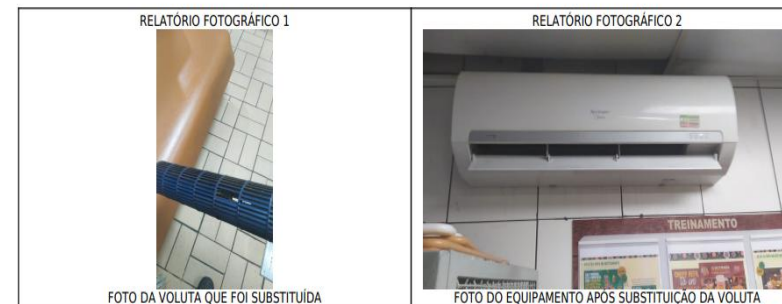 RELATÓRIO FOTOGRÁFICO 1
RELATÓRIO FOTOGRÁFICO 2
TREINAMENTO
FOTO DA VOLUTA QUE FOI SUBSTITUÍDA
FOTO DO EQUIPAMENTO APÓS SUBSTITUIÇÃO DA VOLUTA